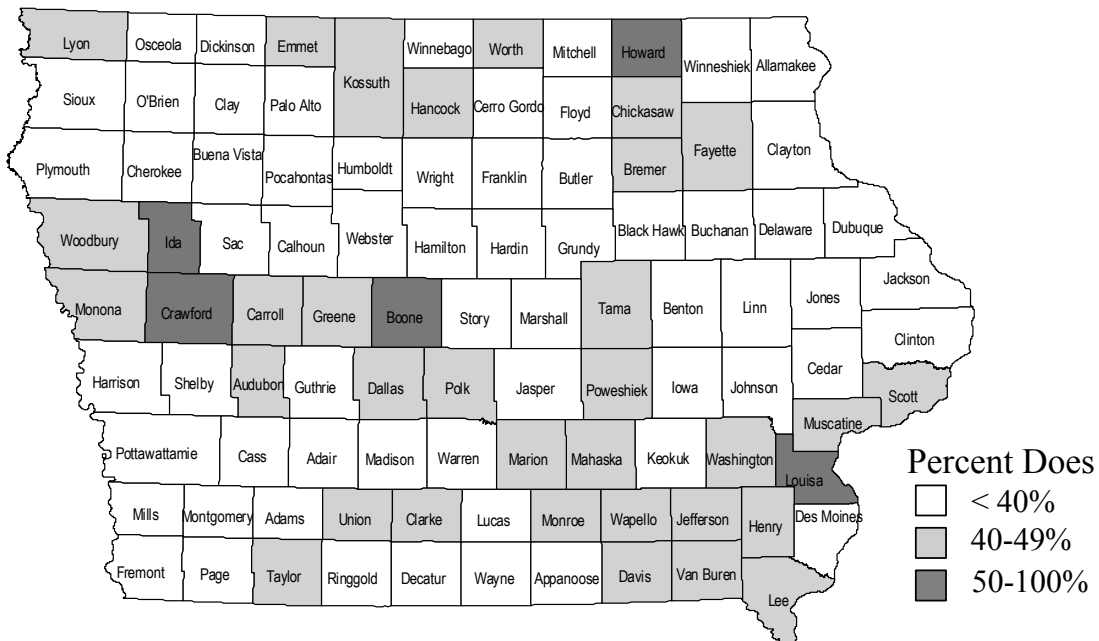 Lyon Osceola Dickinson Emmet Winnebago Worth Mitchell Howard Winneshiek Allamakee
Kossuth
Sioux O'Brien Clay Palo Alto Hancock Cerro Gordo Floyd Chickasaw
Plymouth Cherokee Buena Vista Pocahontas Humboldt Wright Franklin Butler Bremer Fayette Clayton
Woodbury Ida Sac Calhoun Webster Hamilton Hardin Grundy Black Hawk Buchanan Delaware Dubuque
Monona Crawford Carroll Greene Boone Story Marshall Tama Benton Linn Jones Jackson
Clinton
Harrison Shelby Audubon Guthrie Dallas Polk Jasper Poweshiek Iowa Johnson Cedar Scott
Muscatine
Pottawattamie Cass Adair Madison Warren Marion Mahaska Keokuk Washington Louisa
Mills Montgomery Adams Union Clarke Lucas Monroe Wapello Jefferson Henry Des Moines
Fremont Page Taylor Ringgold Decatur Wayne Appanoose Davis Van Buren Lee
Percent Does
< 40%
40-49%
50-100%